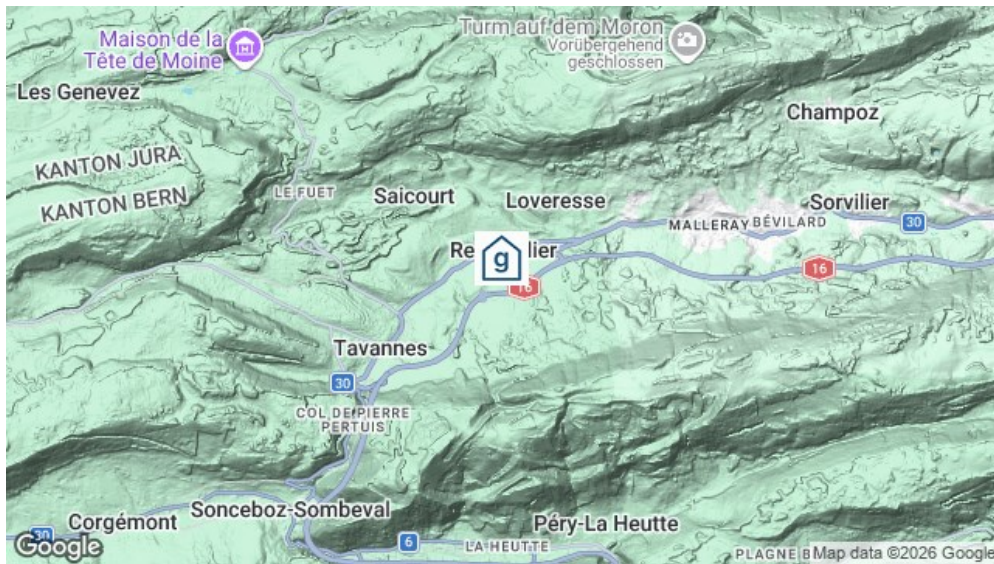 Maison de la
Tête de Moine
Turm auf dem Moron
Vorübergehend
geschlossen
Les Genevez
Champoz
KANTON JURA
KANTON BERN
LE FUET
Saicourt
Loveresse
Sorvilier
MALLERAY
BÉVILARD
30
g
16
16
Tavannes
30
COL DE PIERRE
PERTUIS
Sonceboz-Sombeval
Corgémont
Péry-La Heutte
30
6
LA HEUTTE
PLAGNE
Google
Map data ©2026 Google